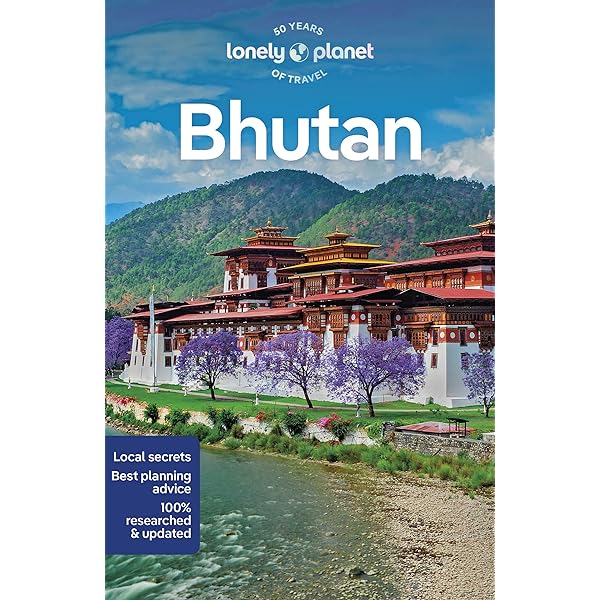 50 YEARS
lonely planet
OF TRAVEL
Bhutan
Local secrets
Best planning
advice
100%
researched
& updated